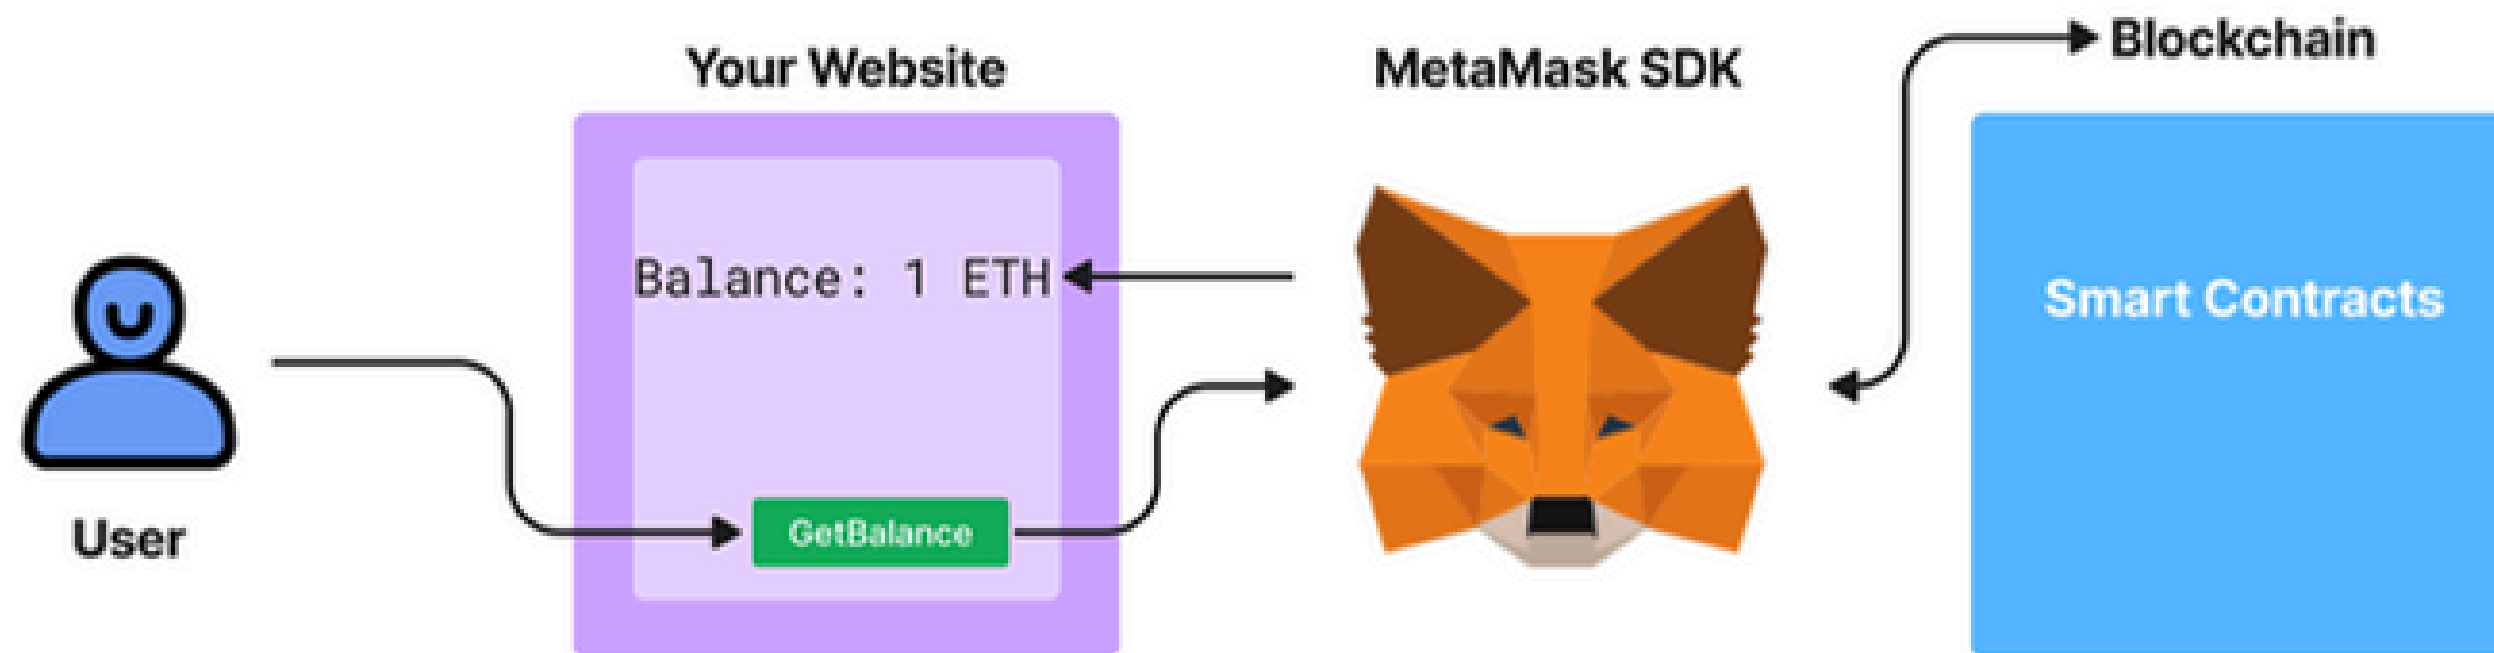 Your Website
MetaMask SDK
Blockchain
Balance: 1 ETH
Smart Contracts
GetBalance
User